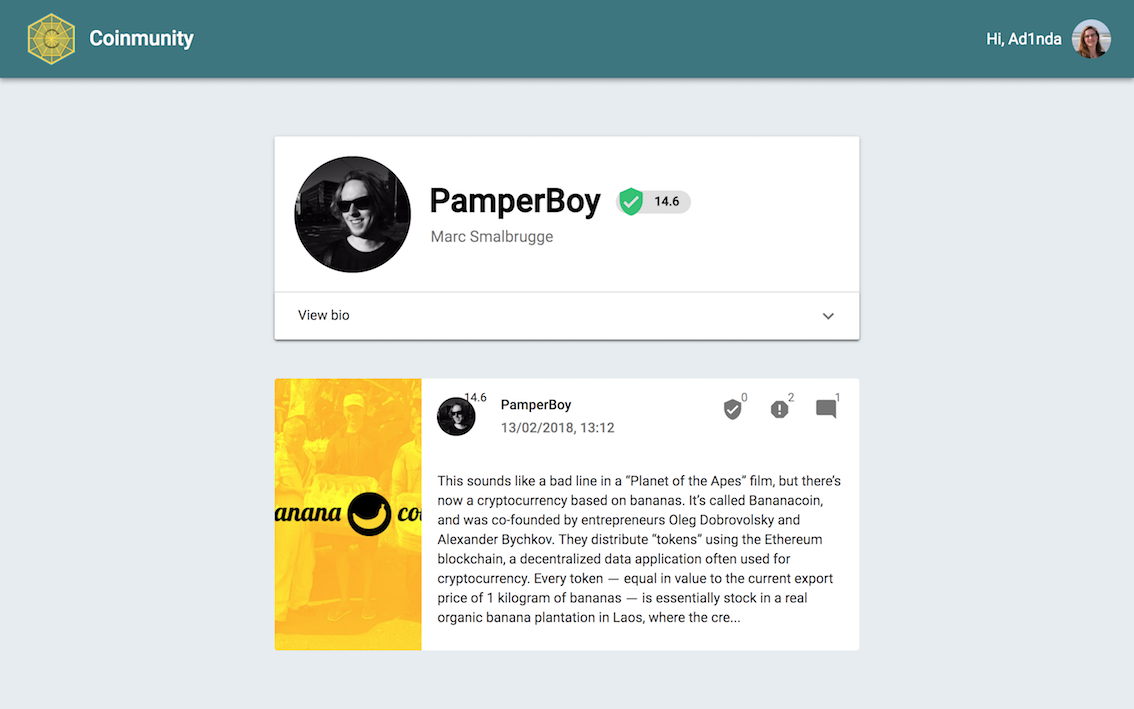 Coinmunity
Hi, Ad1nda
PamperBoy
14.6
Marc Smalbrugge
View bio
14.6
PamperBoy
13/02/2018, 13:12
0
2
1
anana co
This sounds like a bad line in a “Planet of the Apes” film, but there’s
now a cryptocurrency based on bananas. It’s called Bananacoin,
and was co-founded by entrepreneurs Oleg Dobrovolsky and
Alexander Bychkov. They distribute “tokens” using the Ethereum
blockchain, a decentralized data application often used for
cryptocurrency. Every token — equal in value to the current export
price of 1 kilogram of bananas — is essentially stock in a real
organic banana plantation in Laos, where the cre...